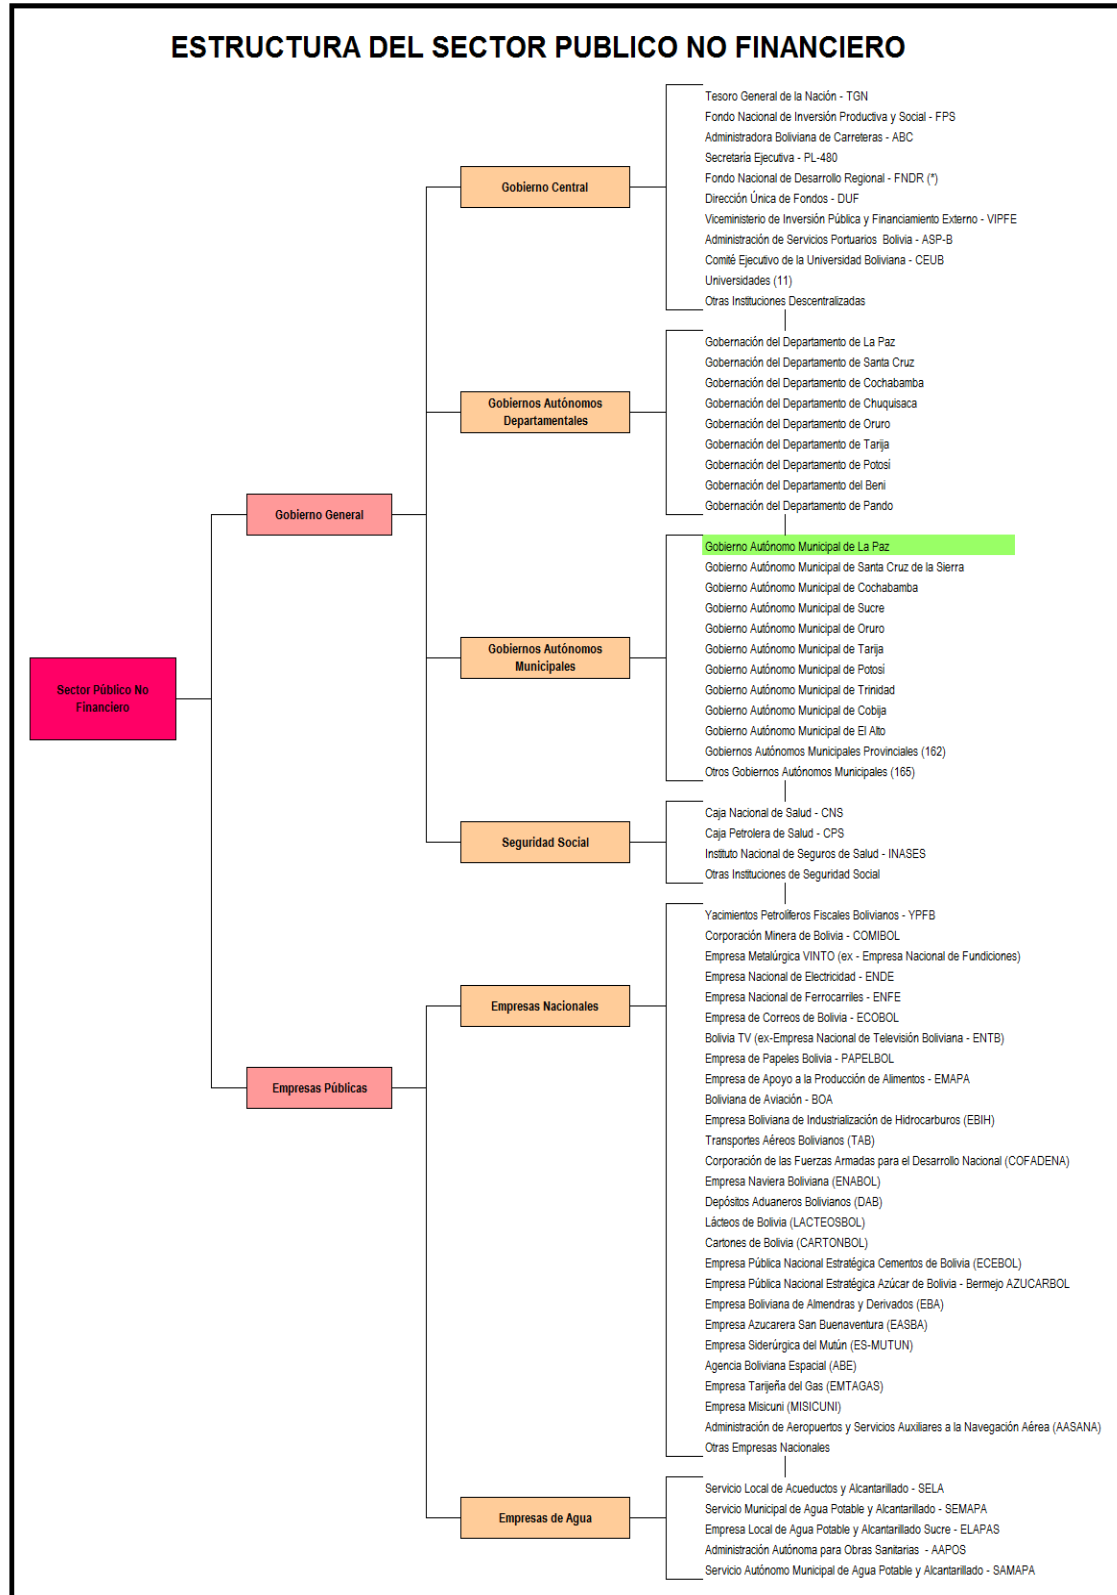 ESTRUCTURA DEL SECTOR PUBLICO NO FINANCIERO
Sector Público No
Financiero
Gobierno General
Gobierno Central
Tesoro General de la Nación - TGN
Fondo Nacional de Inversión Productiva y Social - FPS
Administradora Boliviana de Carreteras - ABC
Secretaría Ejecutiva - PL-480
Fondo Nacional de Desarrollo Regional - FNDR (*)
Dirección Única de Fondos - DUF
Viceministerio de Inversión Pública y Financiamiento Externo - VIPFE
Administración de Servicios Portuarios Bolivia - ASP-B
Comité Ejecutivo de la Universidad Boliviana - CEUB
Universidades (11)
Otras Instituciones Descentralizadas
Gobiernos Autónomos
Departamentales
Gobernación del Departamento de La Paz
Gobernación del Departamento de Santa Cruz
Gobernación del Departamento de Cochabamba
Gobernación del Departamento de Chuquisaca
Gobernación del Departamento de Oruro
Gobernación del Departamento de Tarija
Gobernación del Departamento de Potosí
Gobernación del Departamento del Beni
Gobernación del Departamento de Pando
Gobiernos Autónomos
Municipales
Gobierno Autónomo Municipal de La Paz
Gobierno Autónomo Municipal de Santa Cruz de la Sierra
Gobierno Autónomo Municipal de Cochabamba
Gobierno Autónomo Municipal de Sucre
Gobierno Autónomo Municipal de Oruro
Gobierno Autónomo Municipal de Tarija
Gobierno Autónomo Municipal de Potosí
Gobierno Autónomo Municipal de Trinidad
Gobierno Autónomo Municipal de Cobija
Gobierno Autónomo Municipal de El Alto
Gobiernos Autónomos Municipales Provinciales (162)
Otros Gobiernos Autónomos Municipales (165)
Seguridad Social
Caja Nacional de Salud - CNS
Caja Petrolera de Salud - CPS
Instituto Nacional de Seguros de Salud - INASES
Otras Instituciones de Seguridad Social
Empresas Públicas
Empresas Nacionales
Yacimientos Petrolíferos Fiscales Bolivianos - YPFB
Corporación Minera de Bolivia - COMIBOL
Empresa Metalúrgica VINTO (ex - Empresa Nacional de Fundiciones)
Empresa Nacional de Electricidad - ENDE
Empresa Nacional de Ferrocarriles - ENFE
Empresa de Correos de Bolivia - ECOBOL
Bolivia TV (ex-Empresa Nacional de Televisión Boliviana - ENTB)
Empresa de Papeles Bolivia - PAPELBOL
Empresa de Apoyo a la Producción de Alimentos - EMAPA
Boliviana de Aviación - BOA
Empresa Boliviana de Industrialización de Hidrocarburos (EBIH)
Transportes Aéreos Bolivianos (TAB)
Corporación de las Fuerzas Armadas para el Desarrollo Nacional (COFADENA)
Empresa Naviera Boliviana (ENABOL)
Depósitos Aduaneros Bolivianos (DAB)
Lácteos de Bolivia (LACTEOSBOL)
Cartones de Bolivia (CARTONBOL)
Empresa Pública Nacional Estratégica Cementos de Bolivia (ECEBOL)
Empresa Pública Nacional Estratégica Azúcar de Bolivia - Bermejo AZUCARBOL
Empresa Boliviana de Almendras y Derivados (EBA)
Empresa Azucarera San Buenaventura (EASBA)
Empresa Siderúrgica del Mutún (ES-MUTUN)
Agencia Boliviana Espacial (ABE)
Empresa Tarijeña del Gas (EMTAGAS)
Empresa Misicuni (MISICUNI)
Administración de Aeropuertos y Servicios Auxiliares a la Navegación Aérea (AASANA)
Otras Empresas Nacionales
Empresas de Agua
Servicio Local de Acueductos y Alcantarillado - SELA
Servicio Municipal de Agua Potable y Alcantarillado - SEMAPA
Empresa Local de Agua Potable y Alcantarillado Sucre - ELAPAS
Administración Autónoma para Obras Sanitarias - AAPOS
Servicio Autónomo Municipal de Agua Potable y Alcantarillado - SAMAPA